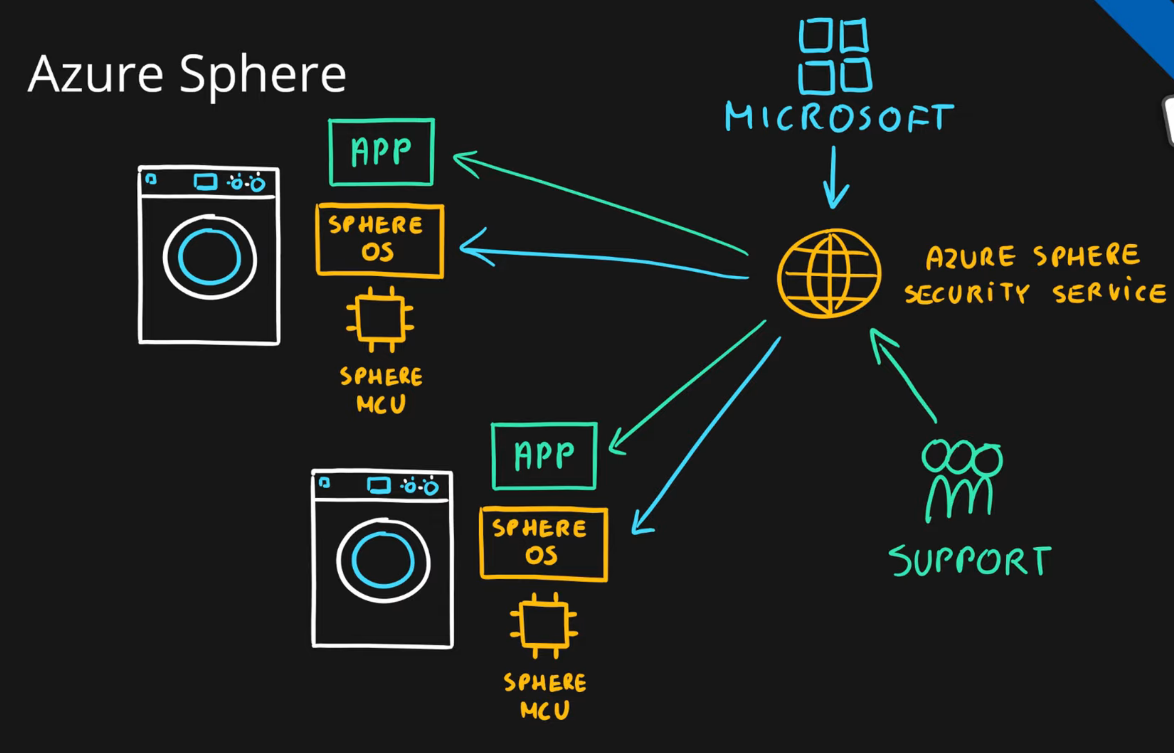 Azure Sphere
MICROSOFT
APP
SPHERE
OS
SPHERE
MCU
AZURE SPHERE
SECURITY SERVICE
APP
SPHERE
OS
SPHERE
MCU
SUPPORT